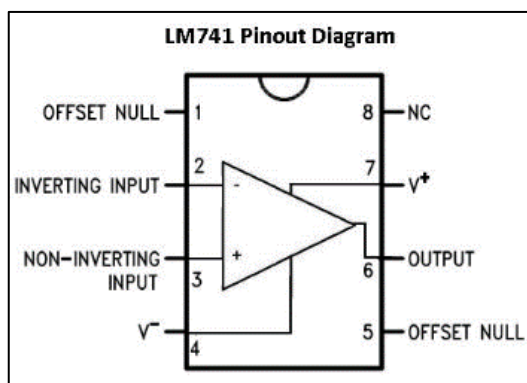 LM741 Pinout Diagram
OFFSET NULL
1
8
NC
2
7
INVERTING INPUT
-
V+
NON-INVERTING
+
OUTPUT
INPUT
3
6
V-
4
5
OFFSET NULL